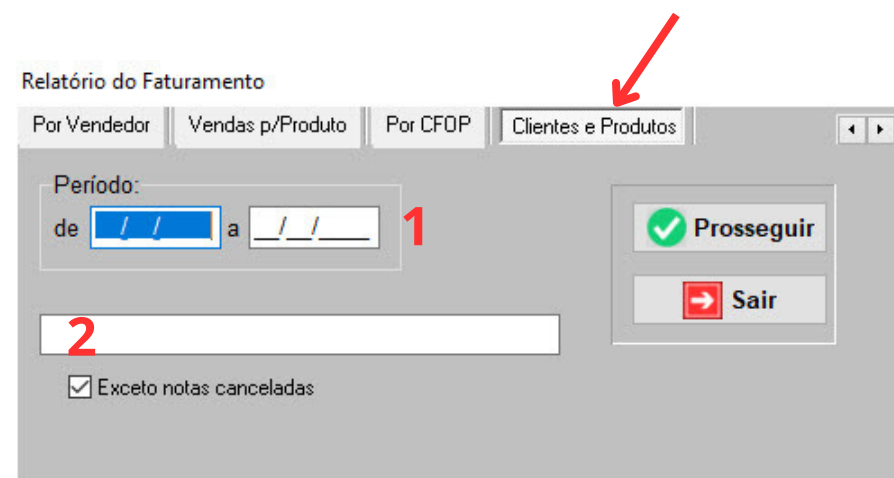 Relatório do Faturamento
Por Vendedor Vendas p/Produto Por CFOP Clientes e Produtos
Período:
de __/__/____ a __/__/____ 1
Prosseguir
Sair
2
Exceto notas canceladas